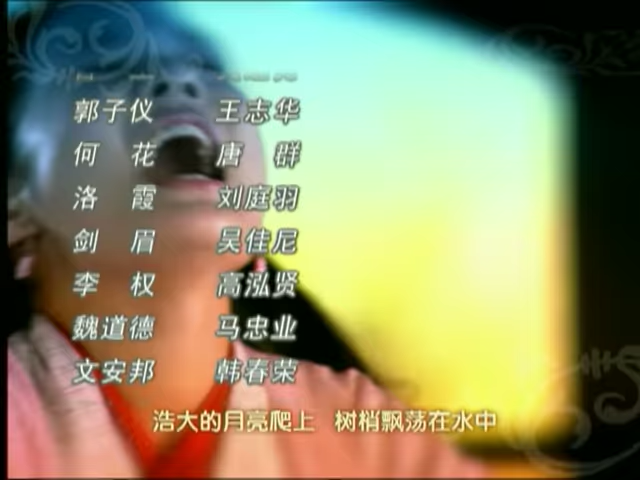 郭子仪 王志华
何花 唐群
洛霞 刘庭羽
剑眉 吴佳尼
李权 高泓贤
魏道德 马忠业
文安邦 韩春荣
浩大的月亮爬上 树梢飘荡在水中